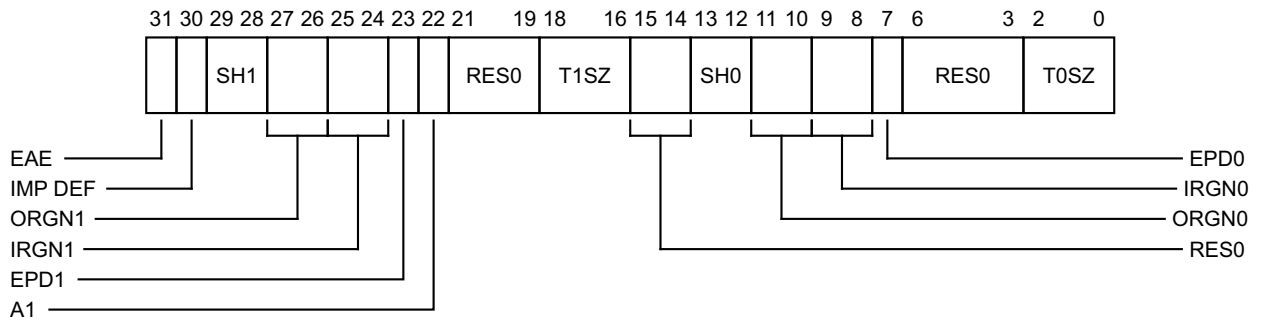 31 30 29 28 27 26 25 24 23 22 21 19 18 16 15 14 13 12 11 10 9 8 7 6 3 2 0
SH1 RES0 T1SZ SH0 RES0 T0SZ
EAE EPD0
IMP DEF IRGN0
ORGN1 ORGN0
IRGN1 RES0
EPD1
A1